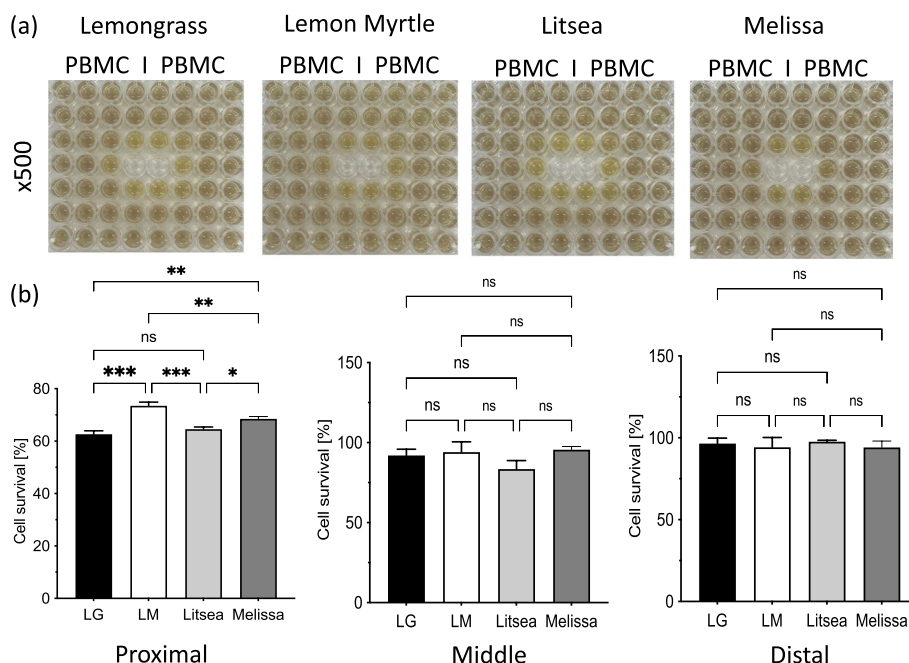 (a) Lemongrass Lemon Myrtle Litsea Melissa
PBMC I PBMC PBMC I PBMC PBMC I PBMC PBMC I PBMC
x500
(b)
** 
**
ns
*** *** *
Cell survival [%]
80
60
40
20
0
LG LM Litsea Melissa
Proximal
ns
ns
ns
ns ns ns
Cell survival [%]
150
100
50
0
LG LM Litsea Melissa
Middle
ns
ns
ns
ns ns ns
Cell survival [%]
150
100
50
0
LG LM Litsea Melissa
Distal